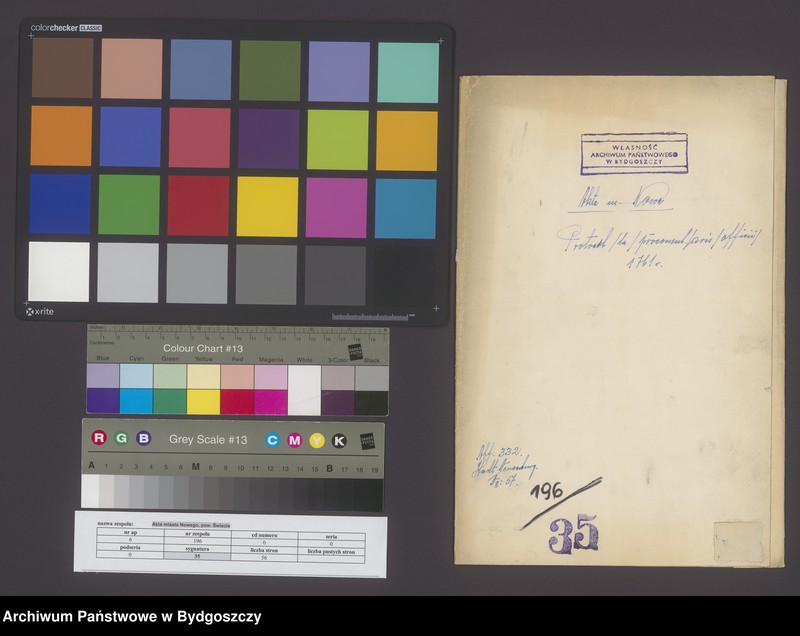 colorchecker CLASSIC
x-rite
Colour Chart #13
Blue Cyan Green Yellow Red Magenta White 3-Color Black
R G B Grey Scale #13 C M Y K
A 1 2 3 4 5 6 M 8 9 10 11 12 13 14 15 B 17 18 19
nazwa zespołu: Akta miasta Nowego, pow. Świecie
nr ap nr zespołu cd numeru seria
6 196 0 0
podseria sygnatura liczba stron liczba pustych stron
0 35 56
WŁASNOŚĆ
ARCHIWUM PAŃSTWOWEGO
W BYDGOSZCZY
Akta m. Nowe
1761 r.
332.
57.
196
35
Archiwum Państwowe w Bydgoszczy